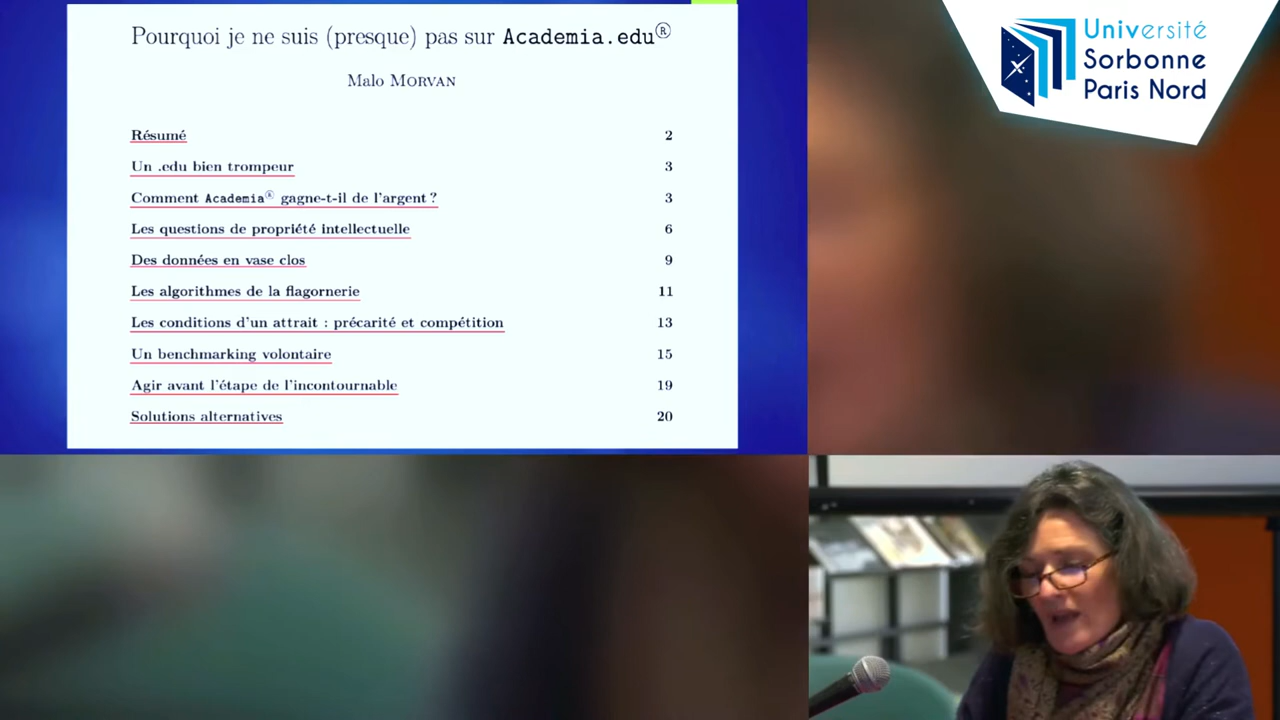 Pourquoi je ne suis (presque) pas sur Academia.edu®
Malo MORVAN
Résumé 2
Un .edu bien trompeur 3
Comment Academia® gagne-t-il de l'argent ? 3
Les questions de propriété intellectuelle 6
Des données en vase clos 9
Les algorithmes de la flagornerie 11
Les conditions d'un attrait : précarité et compétition 13
Un benchmarking volontaire 15
Agir avant l'étape de l'incontournable 19
Solutions alternatives 20
Université
Sorbonne
Paris Nord